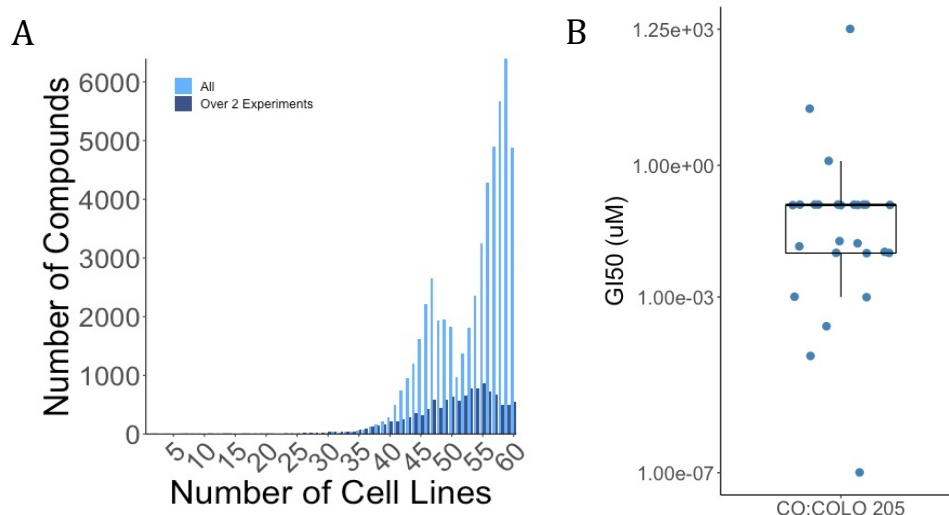 A
Number of Compounds
6000
5000
4000
3000
2000
1000
0
All
Over 2 Experiments
5 10 15 20 25 30 35 40 45 50 55 60
Number of Cell Lines
B
GI50 (uM)
1.25e+03
1.00e+00
1.00e-03
1.00e-07
CO:COLO 205